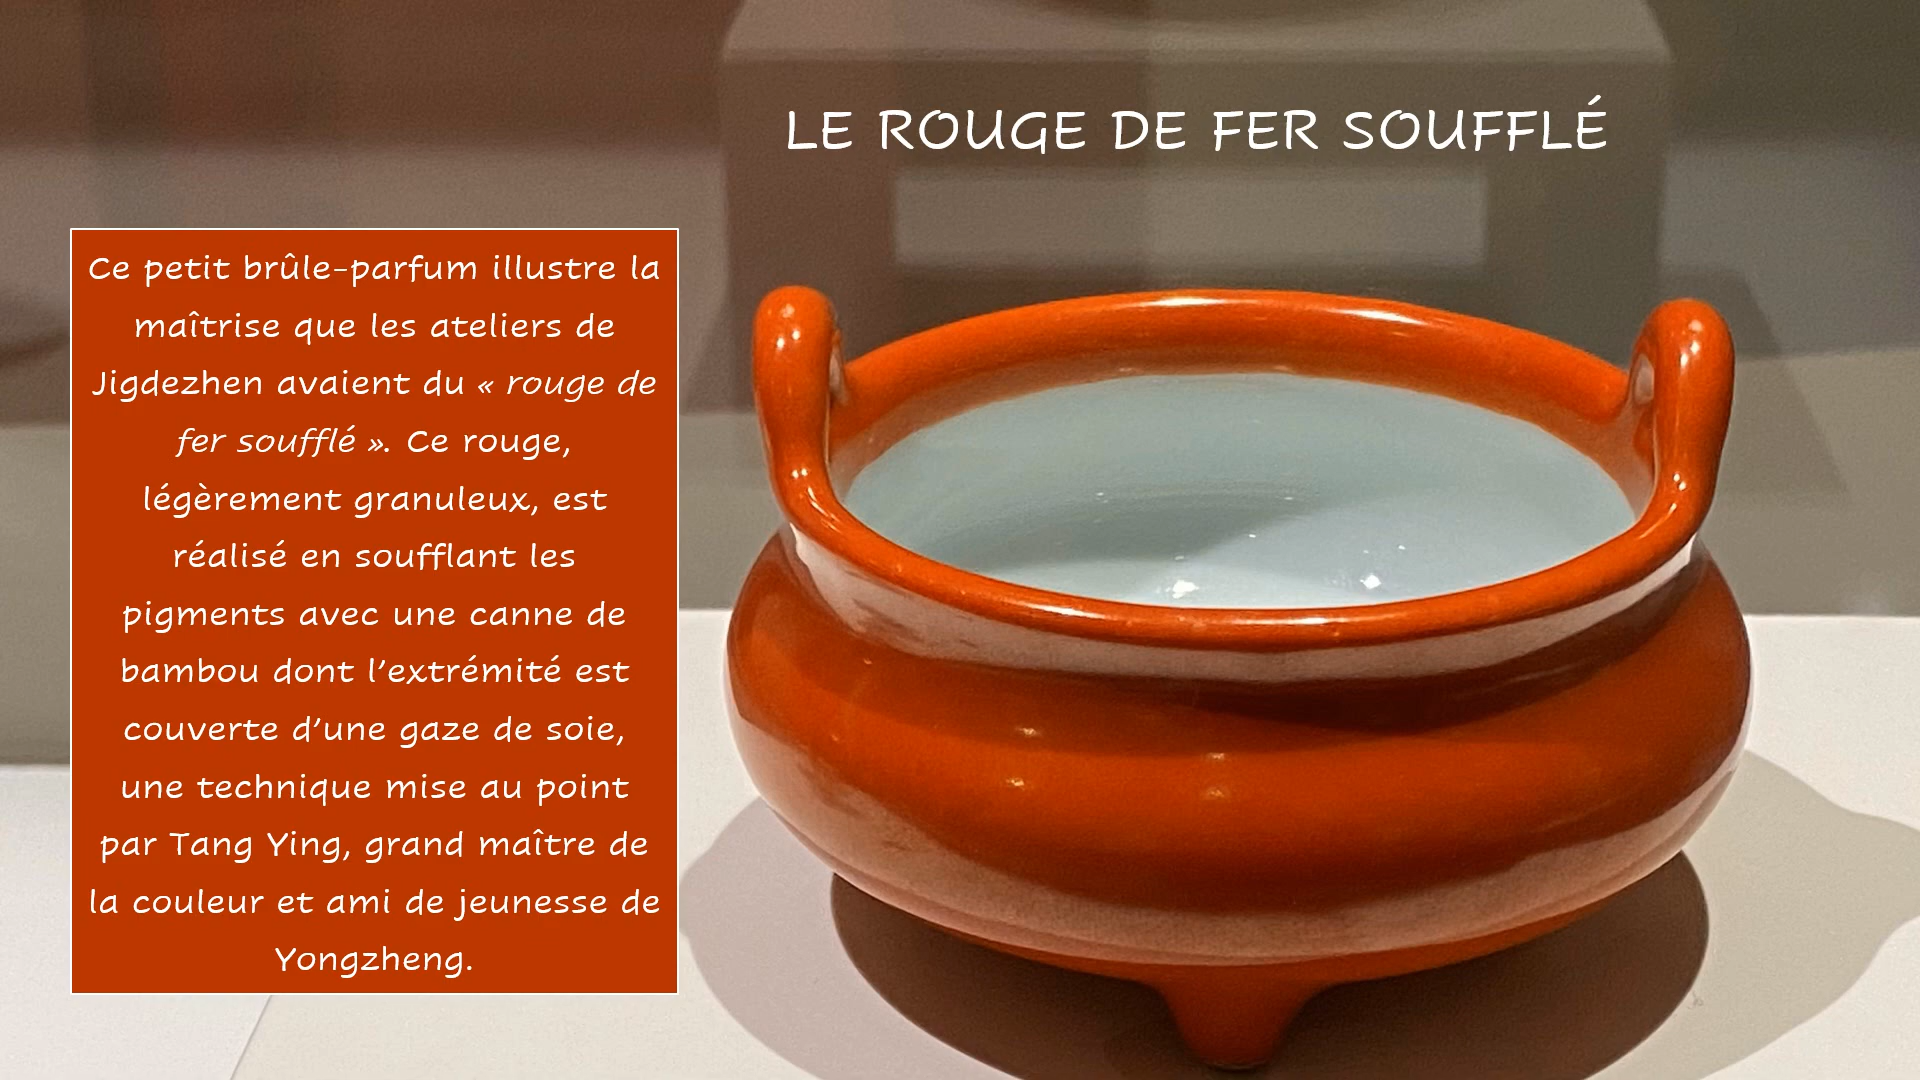 LE ROUGE DE FER SOUFFLÉ
Ce petit brûle-parfum illustre la
maîtrise que les ateliers de
Jigdezhen avaient du « rouge de
fer soufflé ». Ce rouge,
légèrement granuleux, est
réalisé en soufflant les
pigments avec une canne de
bambou dont l’extrémité est
couverte d’une gaze de soie,
une technique mise au point
par Tang Ying, grand maître de
la couleur et ami de jeunesse de
Yongzheng.